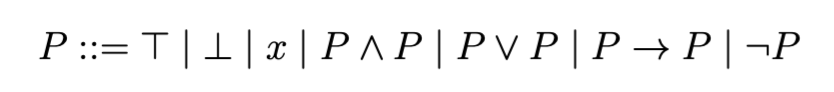 P ::= ⊤ | ⊥ | x | P ∧ P | P ∨ P | P → P | ¬P